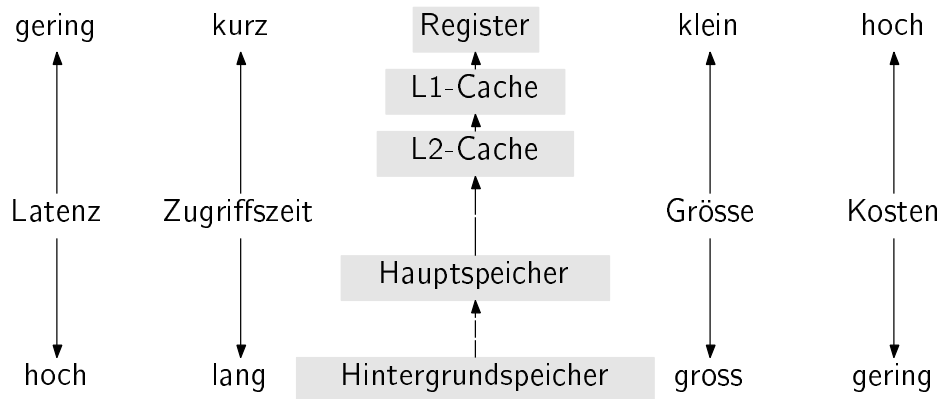 gering kurz Register klein hoch
L1-Cache
L2-Cache
Latenz Zugriffszeit Grösse Kosten
Hauptspeicher
hoch lang Hintergrundspeicher gross gering